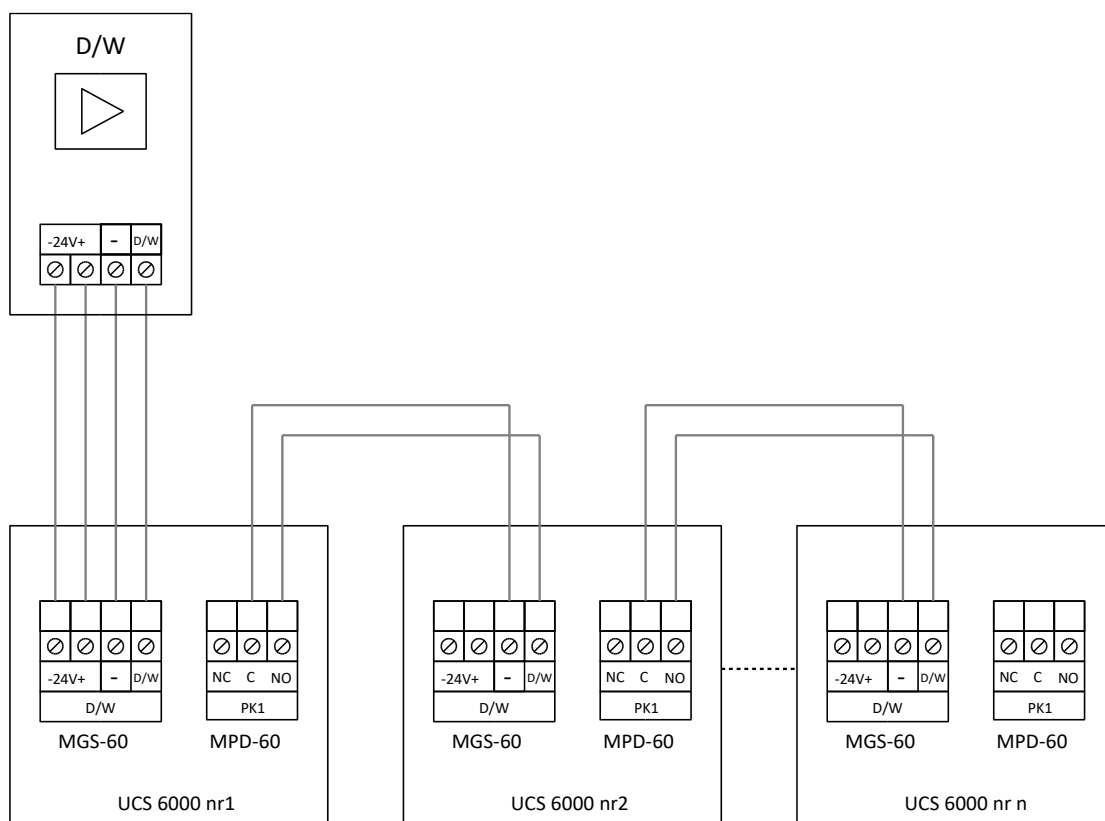 D/W
-24V+ - D/W
-24V+ - D/W NC C NO -24V+ - D/W NC C NO -24V+ - D/W NC C NO
D/W PK1 D/W PK1 D/W PK1
MGS-60 MPD-60 MGS-60 MPD-60 MGS-60 MPD-60
UCS 6000 nr1 UCS 6000 nr2 UCS 6000 nr n